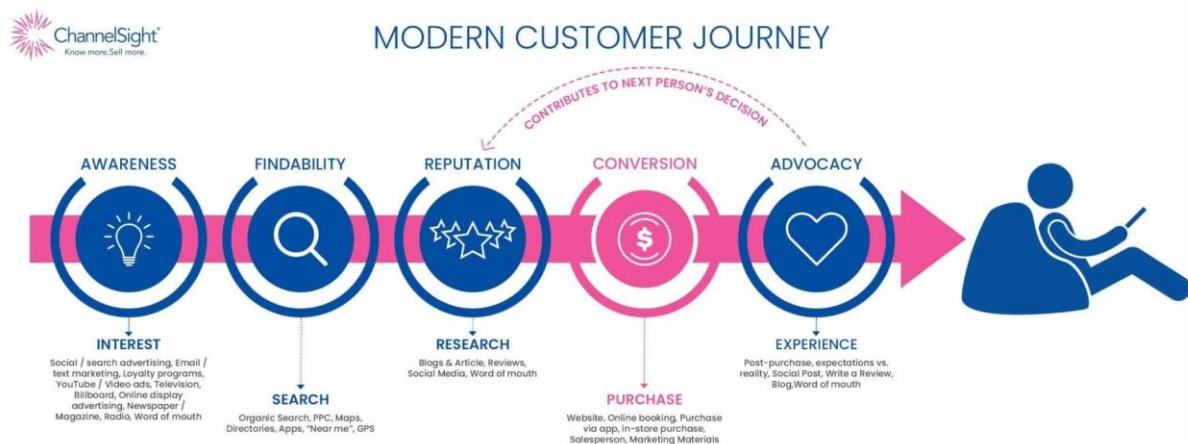 ChannelSight®
Know more.Sell more.
MODERN CUSTOMER JOURNEY
CONTRIBUTES TO NEXT PERSON'S DECISION
AWARENESS
FINDABILITY
REPUTATION
CONVERSION
ADVOCACY
$
INTEREST
Social / search advertising, Email /
text marketing, Loyalty programs,
YouTube / Video ads, Television,
Billboard, Online display
advertising, Newspaper /
Magazine, Radio, Word of mouth
SEARCH
Organic Search, PPC, Maps,
Directories, Apps, "Near me", GPS
RESEARCH
Blogs & Article, Reviews,
Social Media, Word of mouth
PURCHASE
Website, Online booking, Purchase
via app, in-store purchase,
Salesperson, Marketing Materials
EXPERIENCE
Post-purchase, expectations vs.
reality, Social Post, Write a Review,
Blog,Word of mouth